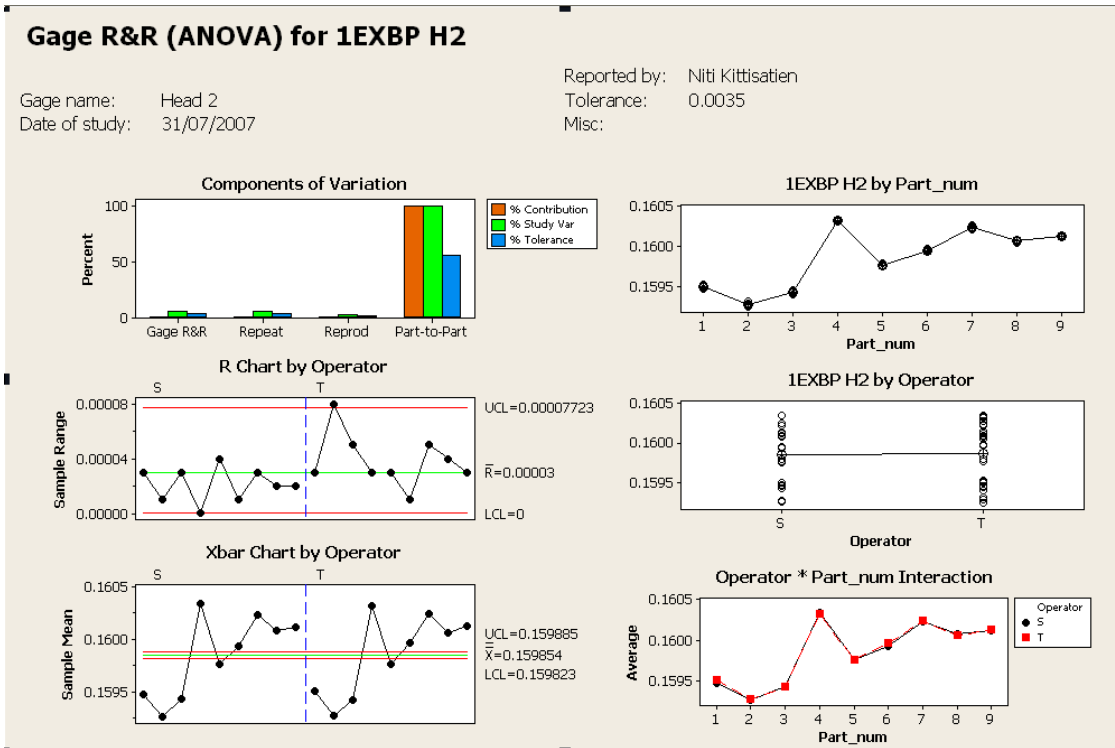 Gage R&R (ANOVA) for 1EXBP H2
Gage name: Head 2
Date of study: 31/07/2007
Reported by: Niti Kittisatien
Tolerance: 0.0035
Misc:
Components of Variation
100
50
0
Percent
Gage R&R Repeat Reprod Part-to-Part
% Contribution
% Study Var
% Tolerance
R Chart by Operator
S T
0.00008
0.00004
0.00000
Sample Range
UCL=0.00007723
R̄=0.00003
LCL=0
Xbar Chart by Operator
S T
0.1605
0.1600
0.1595
Sample Mean
UCL=0.159885
X̿=0.159854
LCL=0.159823
1EXBP H2 by Part_num
0.1605
0.1600
0.1595
1 2 3 4 5 6 7 8 9
Part_num
1EXBP H2 by Operator
0.1605
0.1600
0.1595
S T
Operator
Operator * Part_num Interaction
0.1605
0.1600
0.1595
Average
1 2 3 4 5 6 7 8 9
Part_num
Operator
S
T